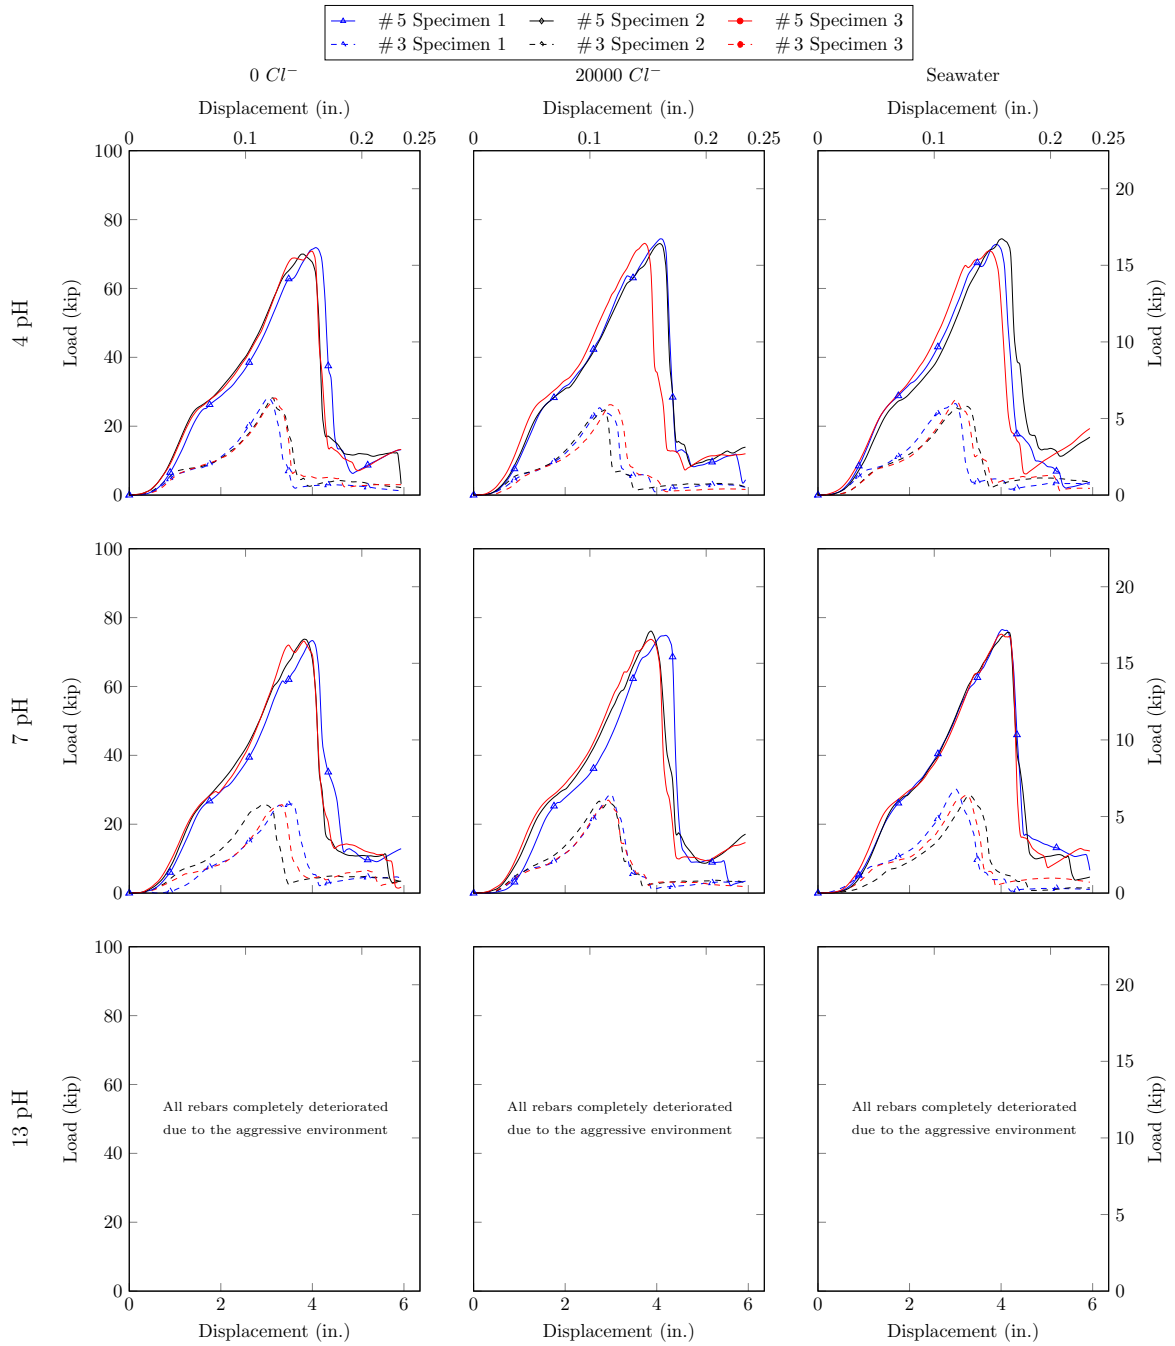 #5 Specimen 1 #5 Specimen 2 #5 Specimen 3
#3 Specimen 1 #3 Specimen 2 #3 Specimen 3
0 Cl⁻ 20000 Cl⁻ Seawater
Displacement (in.) Displacement (in.) Displacement (in.)
0 0.1 0.2 0.25 0 0.1 0.2 0.25 0 0.1 0.2 0.25
4 pH
Load (kip)
100
80
60
40
20
0
20
15
10
5
0
Load (kip)
7 pH
Load (kip)
100
80
60
40
20
0
20
15
10
5
0
Load (kip)
13 pH
Load (kip)
100
80
60
40
20
0
All rebars completely deteriorated
due to the aggressive environment
All rebars completely deteriorated
due to the aggressive environment
All rebars completely deteriorated
due to the aggressive environment
20
15
10
5
0
Load (kip)
0 2 4 6 0 2 4 6 0 2 4 6
Displacement (in.) Displacement (in.) Displacement (in.)